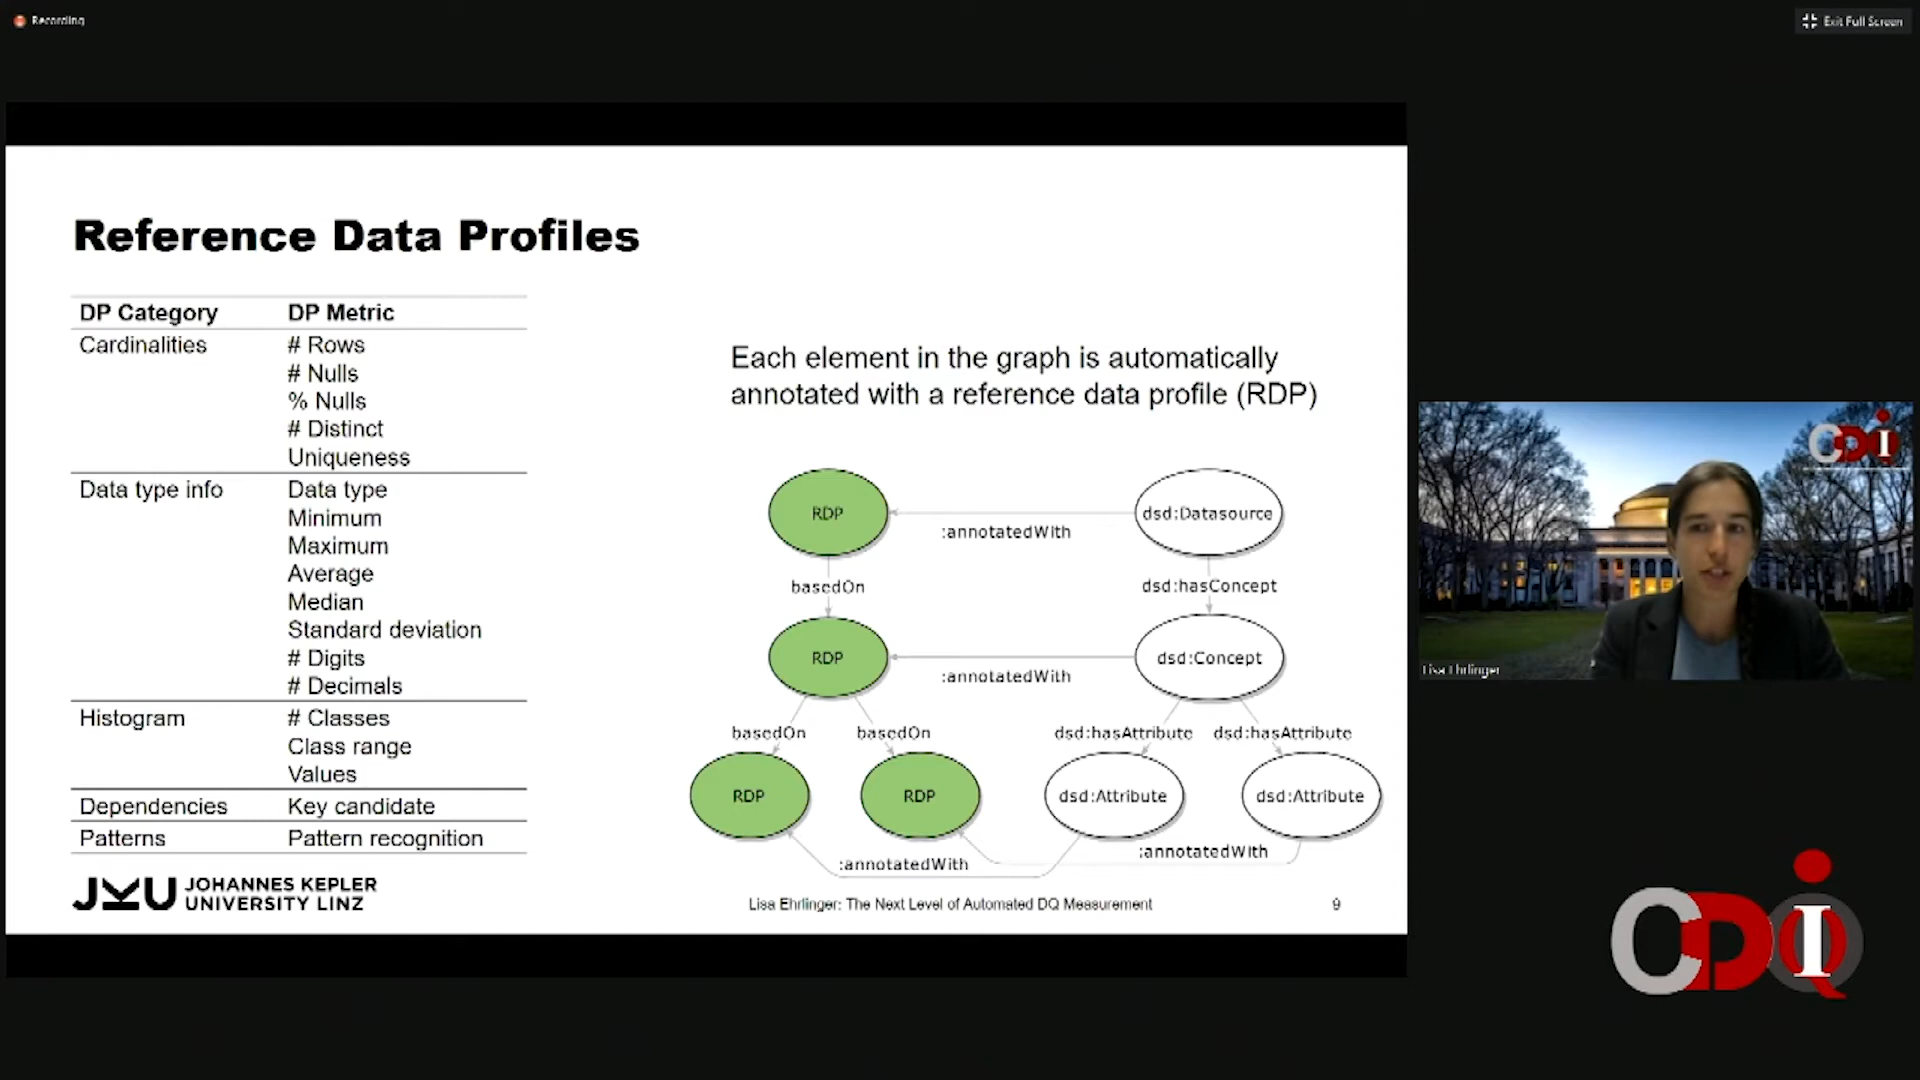 Recording
Exit Full Screen
Reference Data Profiles
DP Category DP Metric
Cardinalities # Rows
# Nulls
% Nulls
# Distinct
Uniqueness
Data type info Data type
Minimum
Maximum
Average
Median
Standard deviation
# Digits
# Decimals
Histogram # Classes
Class range
Values
Dependencies Key candidate
Patterns Pattern recognition
Each element in the graph is automatically
annotated with a reference data profile (RDP)
RDP dsd:Datasource
:annotatedWith
basedOn dsd:hasConcept
RDP dsd:Concept
:annotatedWith
basedOn basedOn dsd:hasAttribute dsd:hasAttribute
RDP RDP dsd:Attribute dsd:Attribute
:annotatedWith :annotatedWith
JKU JOHANNES KEPLER
UNIVERSITY LINZ
Lisa Ehrlinger: The Next Level of Automated DQ Measurement 9
CDQI
Lisa Ehrlinger
CDQI